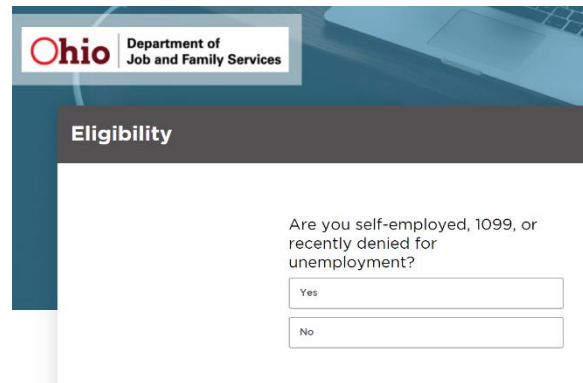 Ohio Department of
Job and Family Services
Eligibility
Are you self-employed, 1099, or
recently denied for
unemployment?
Yes
No